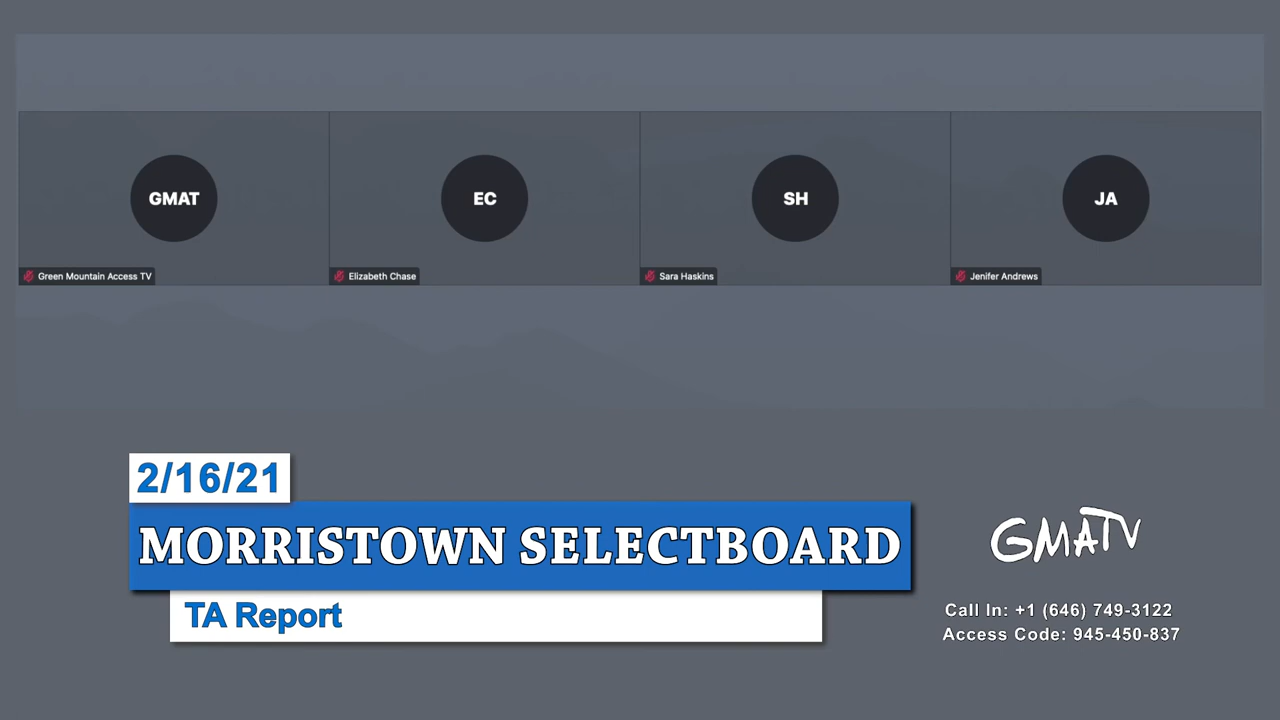 GMAT
EC
SH
JA
Green Mountain Access TV
Elizabeth Chase
Sara Haskins
Jenifer Andrews
2/16/21
MORRISTOWN SELECTBOARD
TA Report
GMATV
Call In: +1 (646) 749-3122
Access Code: 945-450-837